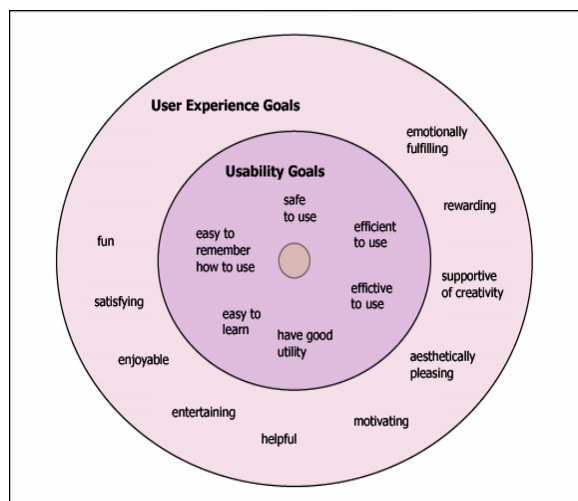 User Experience Goals
emotionally
fulfilling
Usability Goals
safe
to use
rewarding
efficient
to use
easy to
remember
how to use
fun
supportive
of creativity
effictive
to use
satisfying
easy to
learn
have good
utility
enjoyable
aesthetically
pleasing
entertaining
motivating
helpful